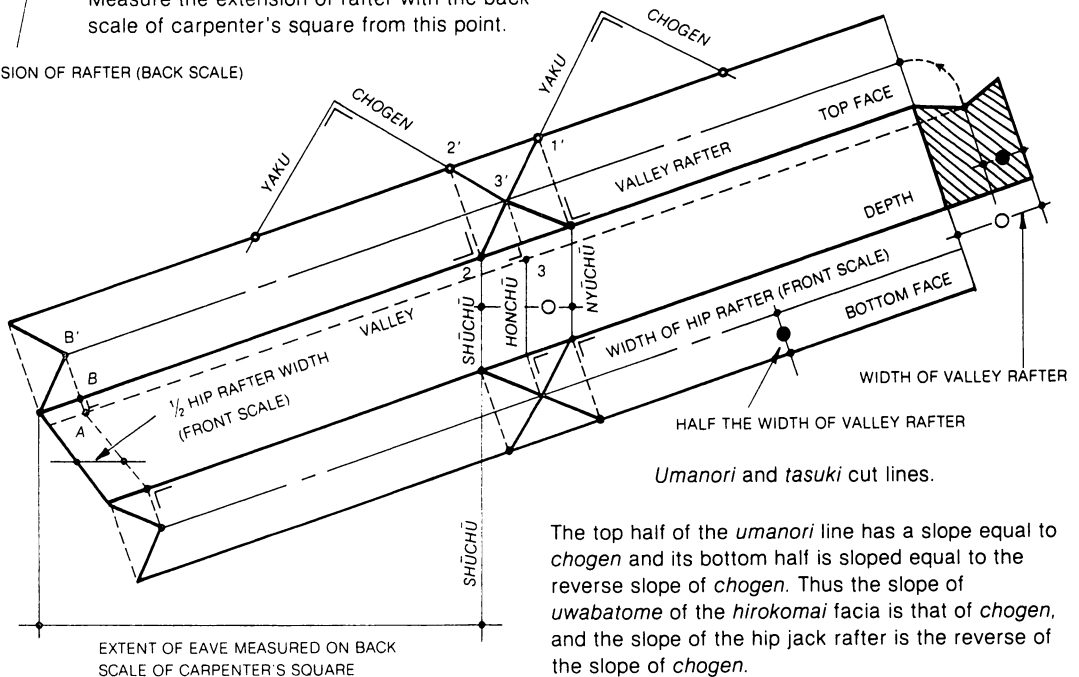 Measure the extension of rafter with the back
scale of carpenter's square from this point.
SION OF RAFTER (BACK SCALE)
CHOGEN
YAKU
CHOGEN
YAKU
2'
1'
3'
TOP FACE
VALLEY RAFTER
DEPTH
2
3
SHŪCHŪ
HONCHŪ
NYŪCHŪ
VALLEY
B'
B
A
½ HIP RAFTER WIDTH
(FRONT SCALE)
WIDTH OF HIP RAFTER (FRONT SCALE)
BOTTOM FACE
WIDTH OF VALLEY RAFTER
HALF THE WIDTH OF VALLEY RAFTER
SHŪCHŪ
EXTENT OF EAVE MEASURED ON BACK
SCALE OF CARPENTER'S SQUARE
Umanori and tasuki cut lines.
The top half of the umanori line has a slope equal to
chogen and its bottom half is sloped equal to the
reverse slope of chogen. Thus the slope of
uwabatome of the hirokomai facia is that of chogen,
and the slope of the hip jack rafter is the reverse of
the slope of chogen.